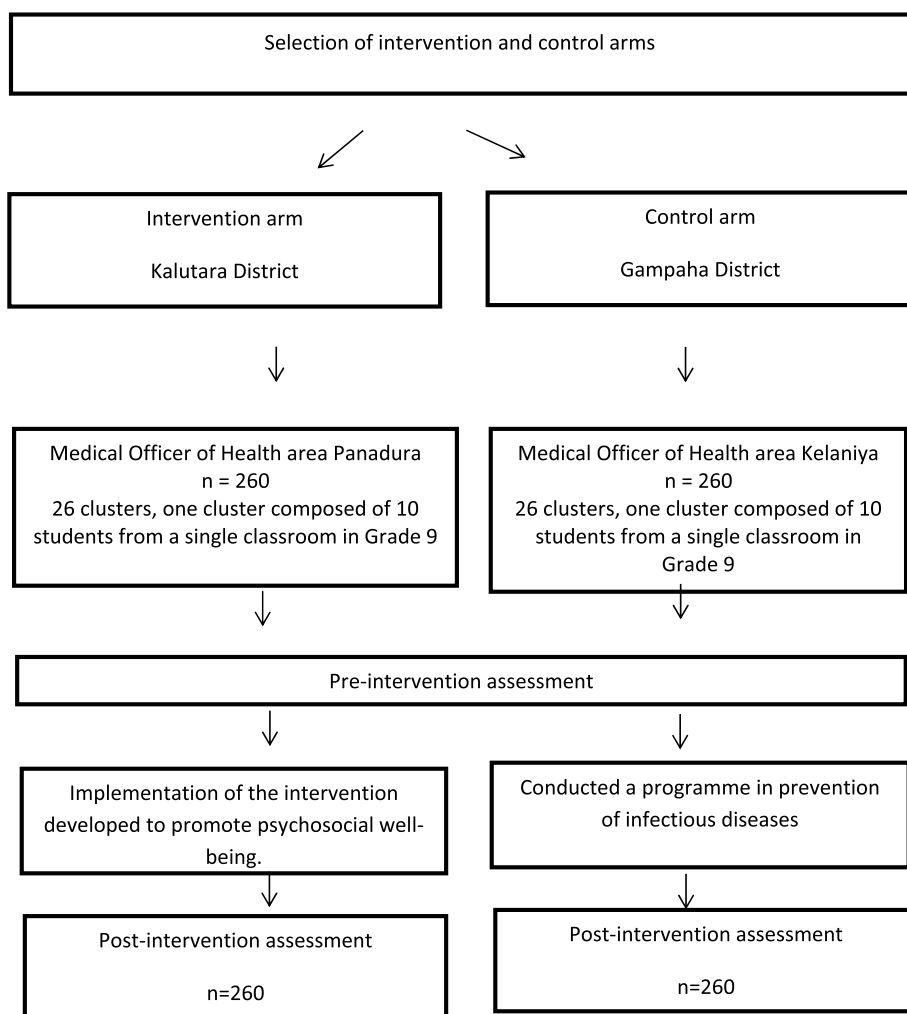 Selection of intervention and control arms
Intervention arm
Kalutara District
Control arm
Gampaha District
Medical Officer of Health area Panadura
n = 260
26 clusters, one cluster composed of 10
students from a single classroom in Grade 9
Medical Officer of Health area Kelaniya
n = 260
26 clusters, one cluster composed of 10
students from a single classroom in
Grade 9
Pre-intervention assessment
Implementation of the intervention
developed to promote psychosocial well-
being.
Conducted a programme in prevention
of infectious diseases
Post-intervention assessment
n=260
Post-intervention assessment
n=260